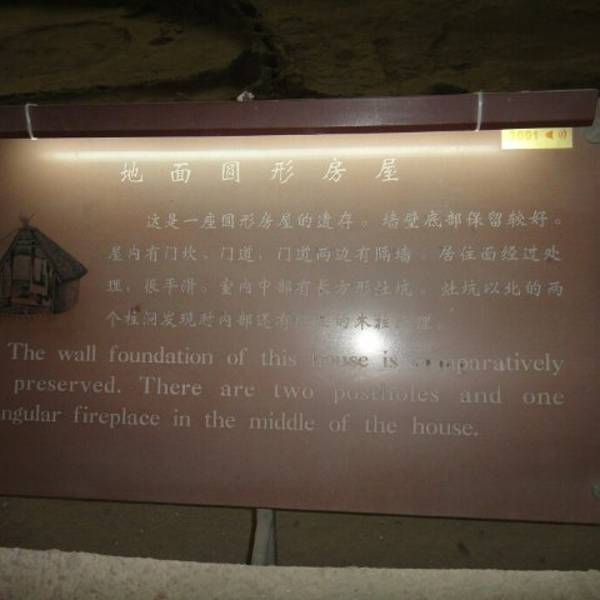 地面圆形房屋
这是一座圆形房屋的遗存。墙壁底部保留较好。
屋内有门坎、门道,门道两边有隔墙。居住面经过处
理,很平滑。室内中部有长方形灶坑。灶坑以北的两
个柱洞发现时内部还有 的木柱
The wall foundation of this house is comparatively
preserved. There are two postholes and one
ngular fireplace in the middle of the house.